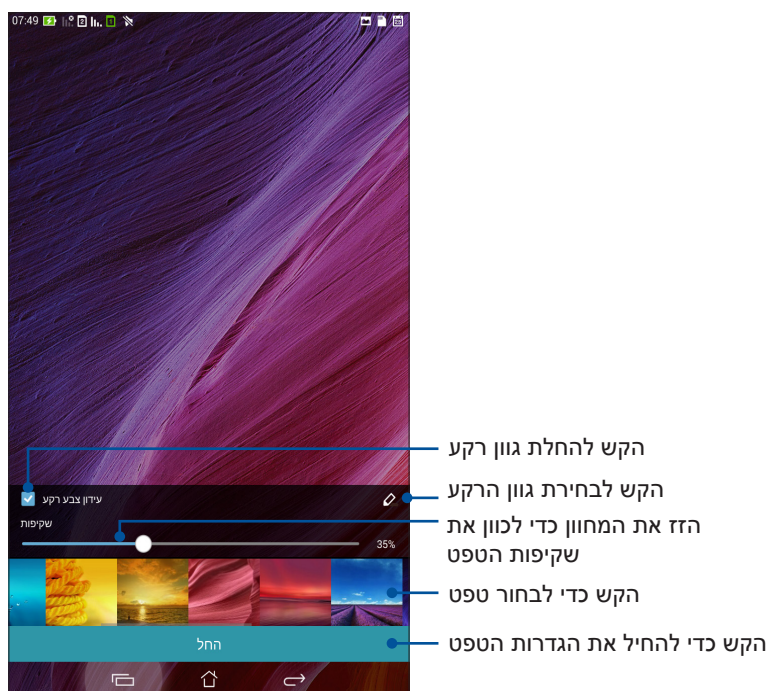 07:49
הקש להחלת גוון רקע
עידון צבע רקע
הקש לבחירת גוון הרקע
שקיפות
הזז את המחוון כדי לכוון את
שקיפות הטפט
35%
הקש כדי לבחור טפט
החל
הקש כדי להחיל את הגדרות הטפט